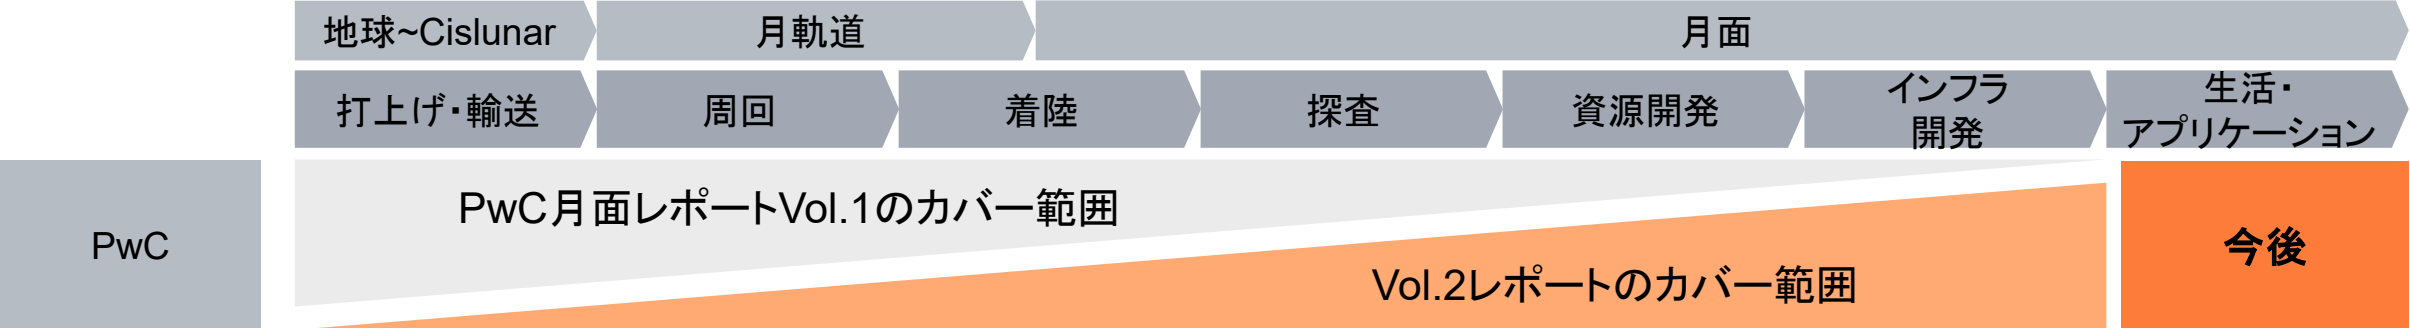 地球~Cislunar
月軌道
月面
打上げ・輸送
周回
着陸
探査
資源開発
インフラ
開発
生活・
アプリケーション
PwC
PwC月面レポートVol.1のカバー範囲
Vol.2レポートのカバー範囲
今後